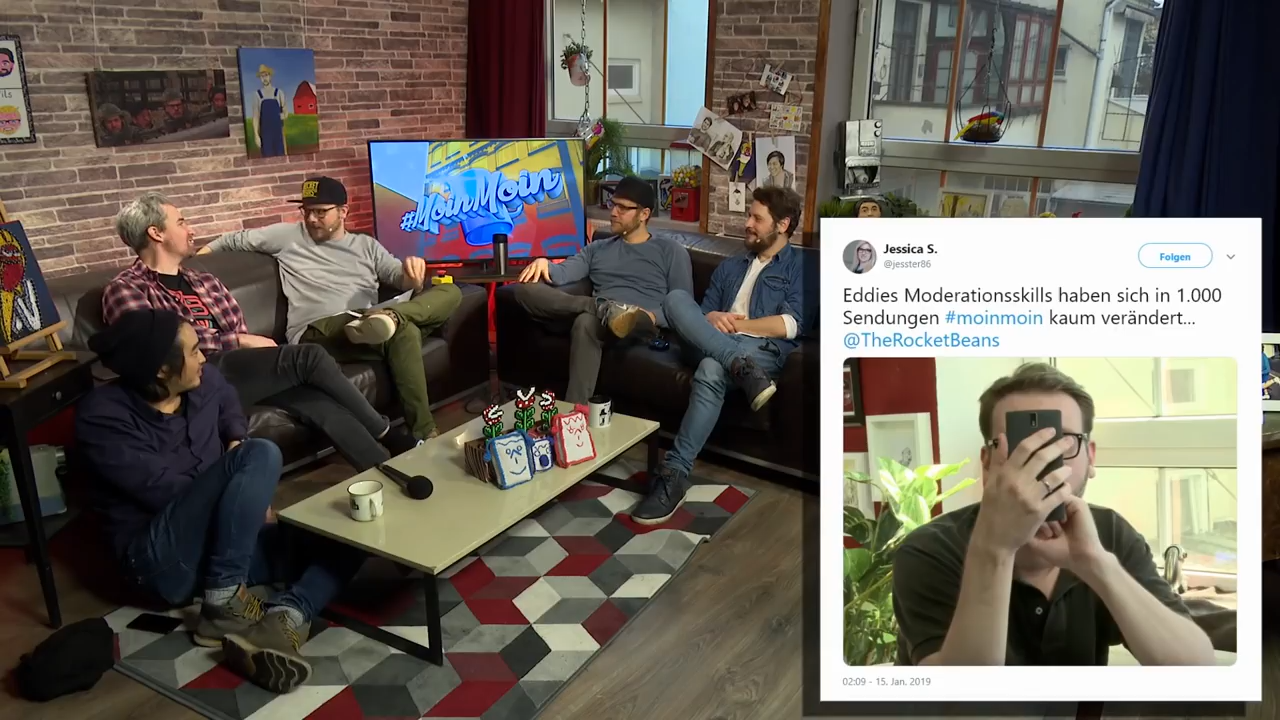 #MoinMoin
Jessica S.
@jesster86
Folgen
Eddies Moderationsskills haben sich in 1.000
Sendungen #moinmoin kaum verändert...
@TheRocketBeans
02:09 - 15. Jan. 2019